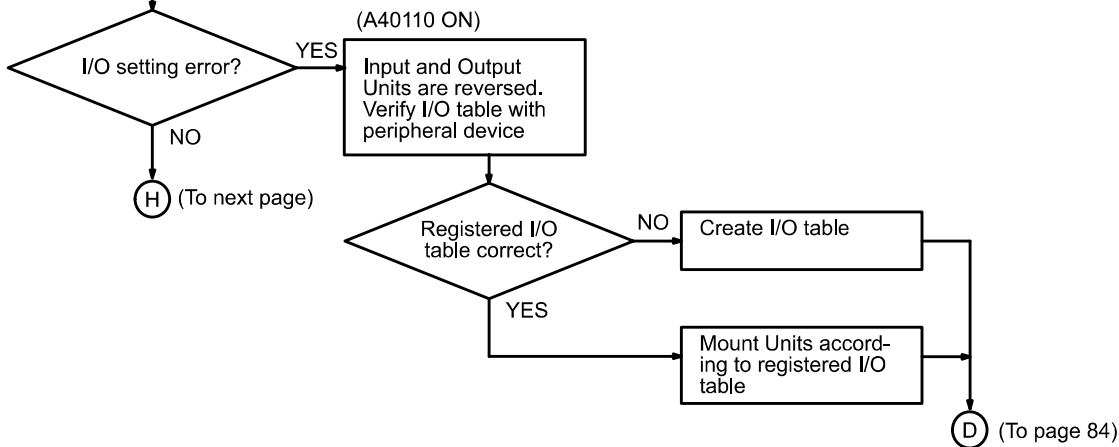 (A40110 ON)
I/O setting error?
YES
Input and Output
Units are reversed.
Verify I/O table with
peripheral device
NO
H
(To next page)
Registered I/O
table correct?
NO
Create I/O table
YES
Mount Units accord-
ing to registered I/O
table
D
(To page 84)